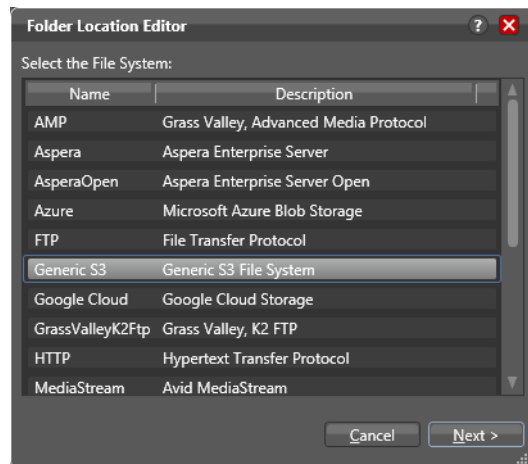 Folder Location Editor
?
X
Select the File System:
Name Description
AMP Grass Valley, Advanced Media Protocol
Aspera Aspera Enterprise Server
AsperaOpen Aspera Enterprise Server Open
Azure Microsoft Azure Blob Storage
FTP File Transfer Protocol
Generic S3 Generic S3 File System
Google Cloud Google Cloud Storage
GrassValleyK2Ftp Grass Valley, K2 FTP
HTTP Hypertext Transfer Protocol
MediaStream Avid MediaStream
Cancel Next >